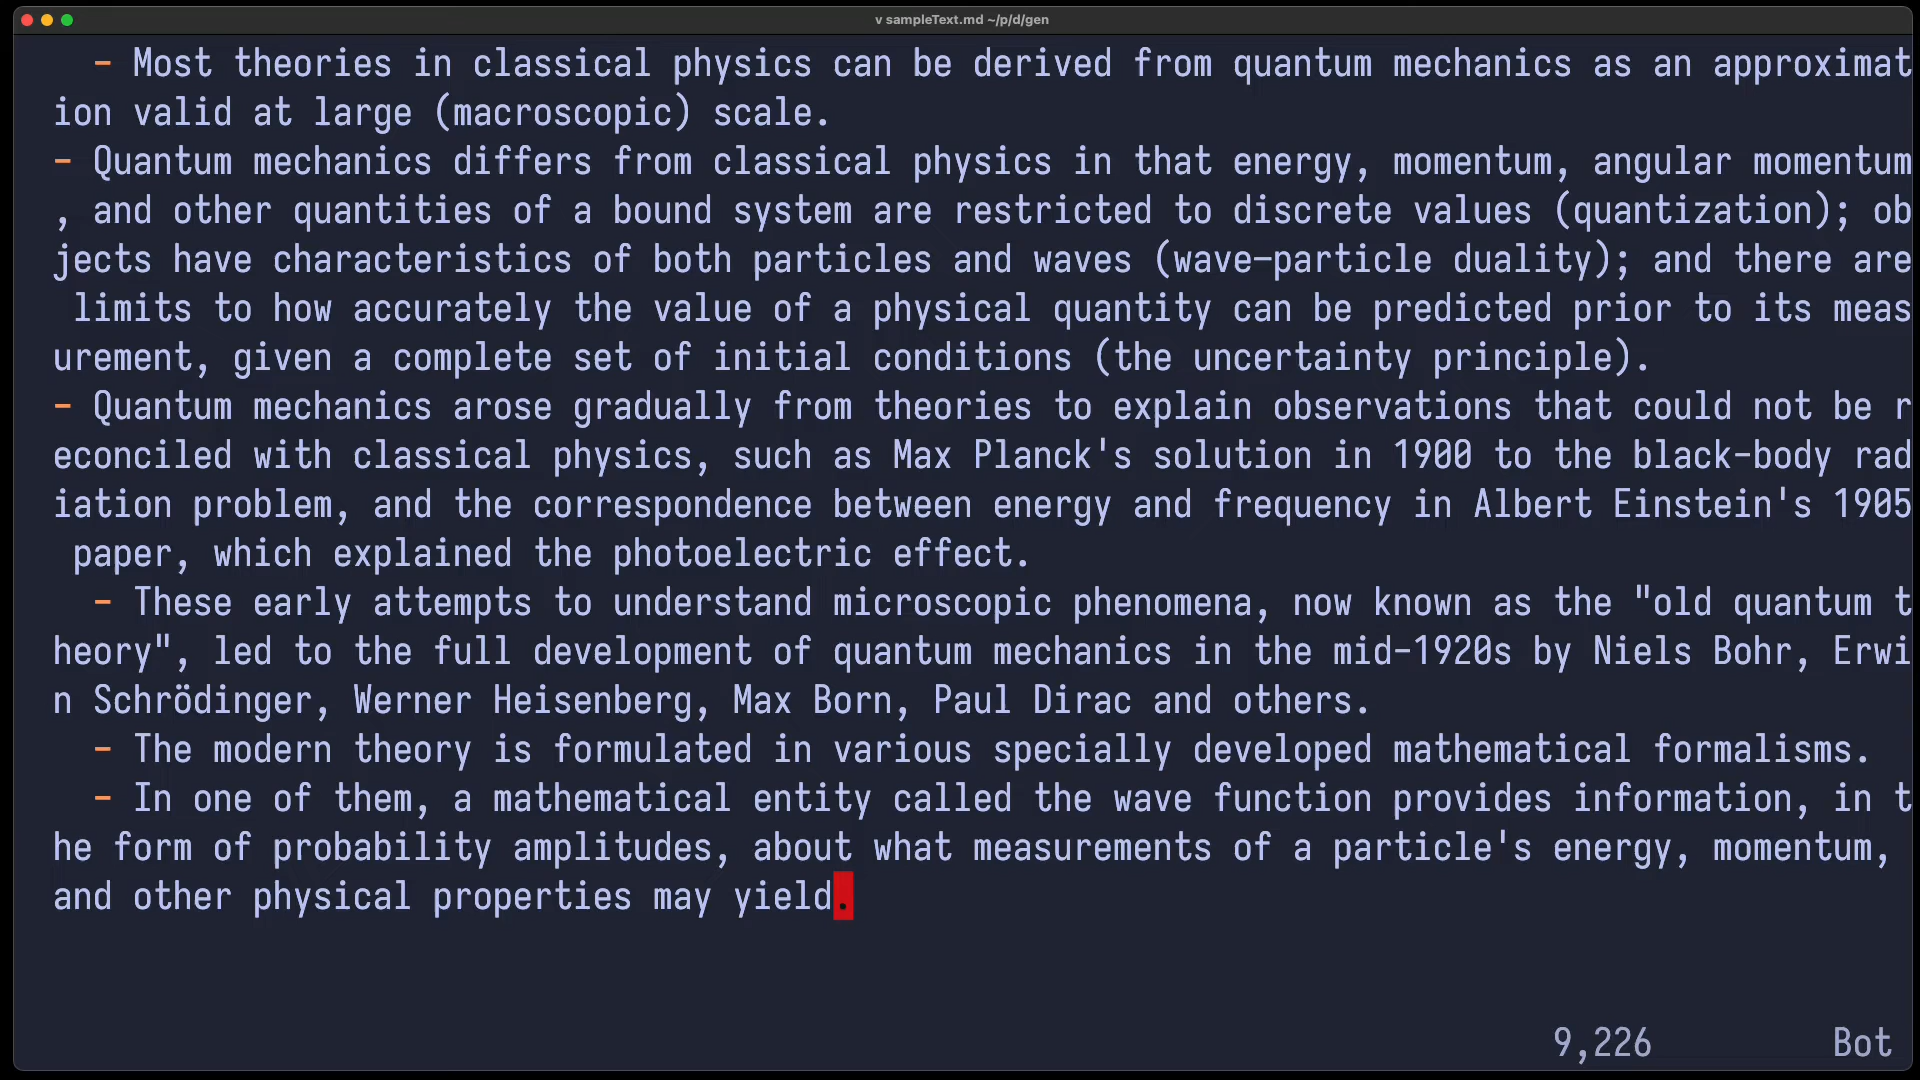 v sampleText.md ~/p/d/gen
- Most theories in classical physics can be derived from quantum mechanics as an approximat
ion valid at large (macroscopic) scale.
- Quantum mechanics differs from classical physics in that energy, momentum, angular momentum
, and other quantities of a bound system are restricted to discrete values (quantization); ob
jects have characteristics of both particles and waves (wave-particle duality); and there are
limits to how accurately the value of a physical quantity can be predicted prior to its meas
urement, given a complete set of initial conditions (the uncertainty principle).
- Quantum mechanics arose gradually from theories to explain observations that could not be r
econciled with classical physics, such as Max Planck's solution in 1900 to the black-body rad
iation problem, and the correspondence between energy and frequency in Albert Einstein's 1905
paper, which explained the photoelectric effect.
- These early attempts to understand microscopic phenomena, now known as the "old quantum t
heory", led to the full development of quantum mechanics in the mid-1920s by Niels Bohr, Erwi
n Schrödinger, Werner Heisenberg, Max Born, Paul Dirac and others.
- The modern theory is formulated in various specially developed mathematical formalisms.
- In one of them, a mathematical entity called the wave function provides information, in t
he form of probability amplitudes, about what measurements of a particle's energy, momentum,
and other physical properties may yield.
9,226 Bot